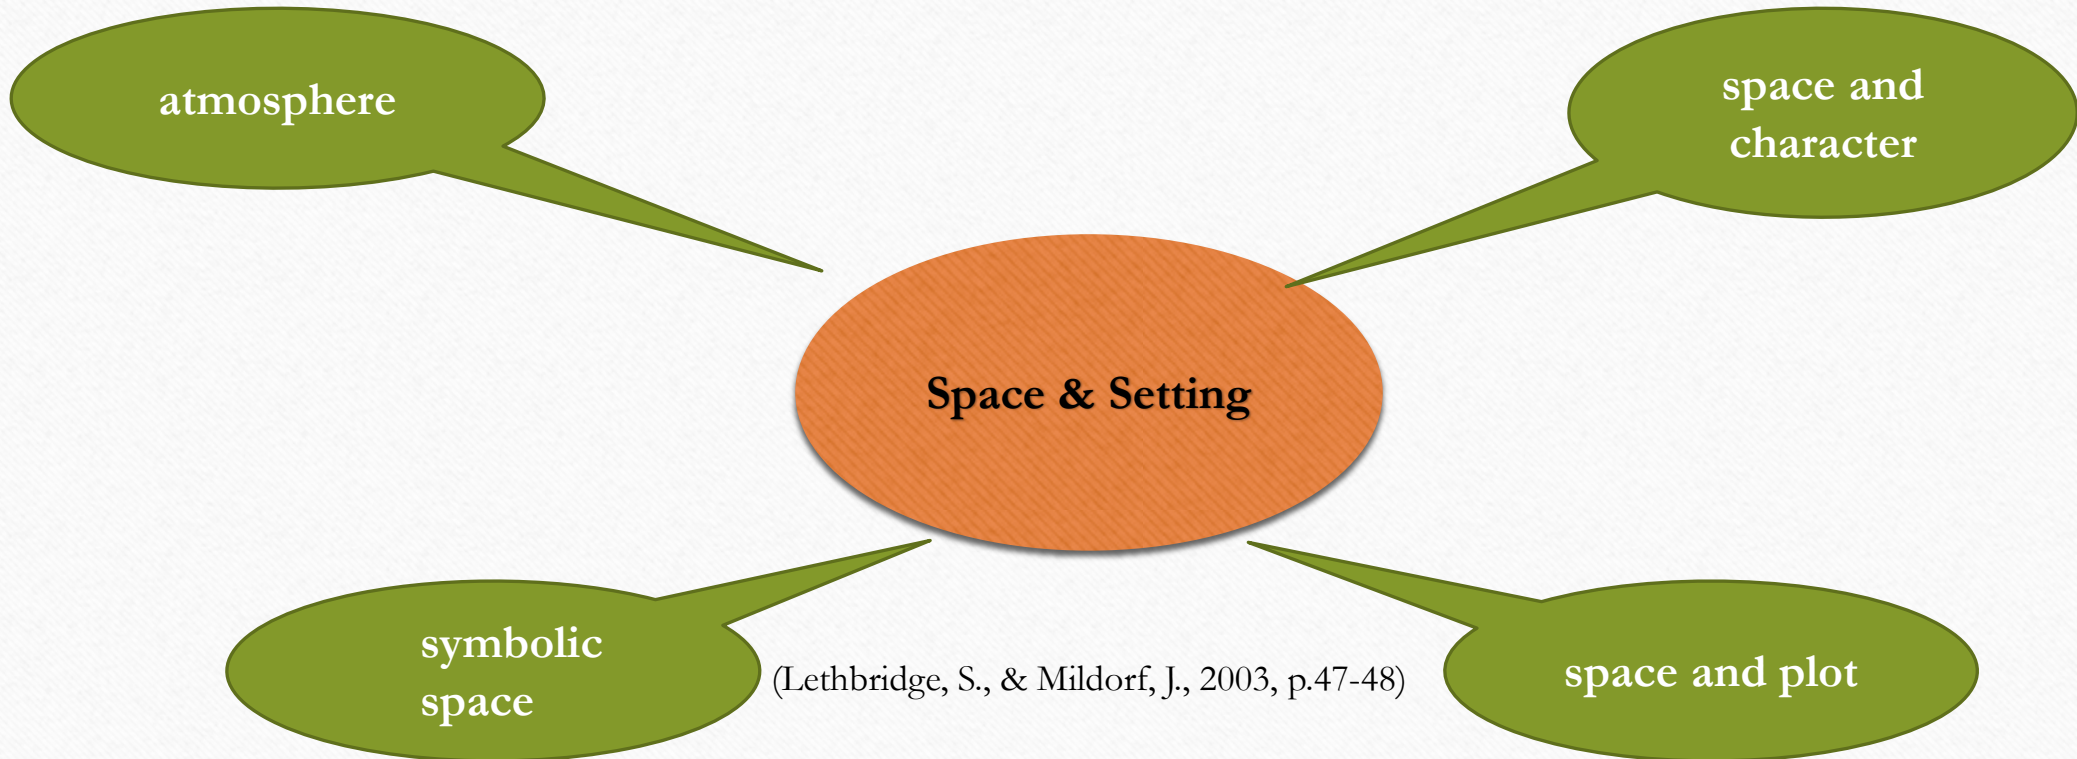 atmosphere
space and
character
Space & Setting
symbolic
space
(Lethbridge, S., & Mildorf, J., 2003, p.47-48)
space and plot